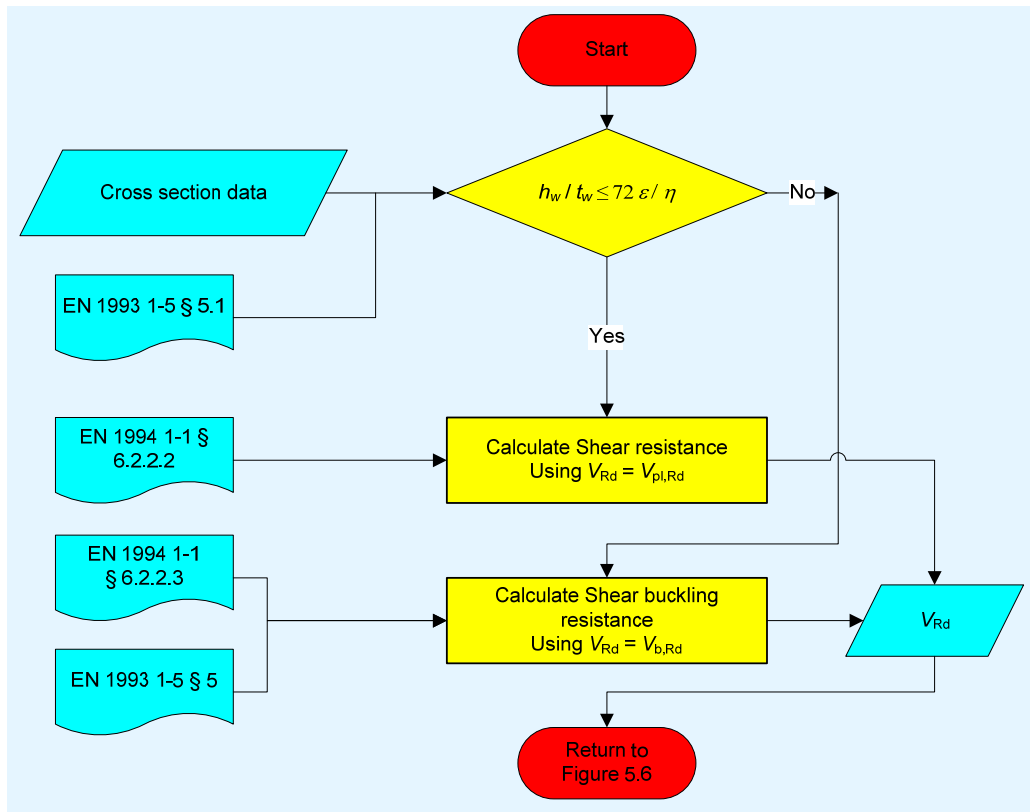 Start
Cross section data
h_w / t_w ≤ 72 ε / η
No
EN 1993 1-5 § 5.1
Yes
EN 1994 1-1 §
6.2.2.2
Calculate Shear resistance
Using V_Rd = V_pl,Rd
EN 1994 1-1
§ 6.2.2.3
Calculate Shear buckling
resistance
Using V_Rd = V_b,Rd
V_Rd
EN 1993 1-5 § 5
Return to
Figure 5.6